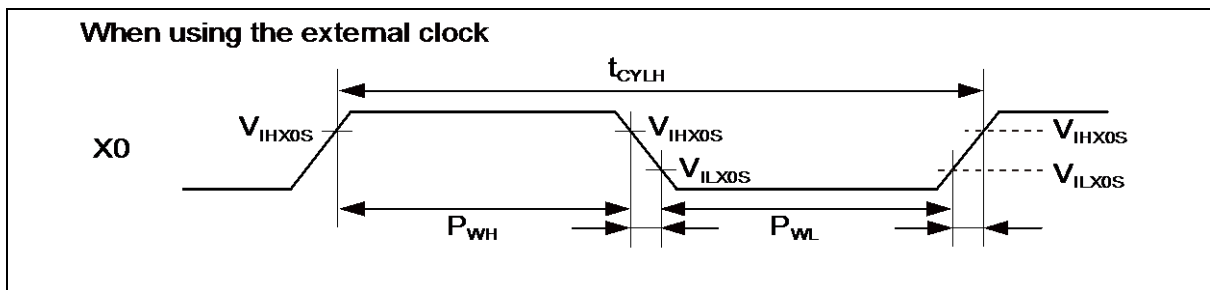 When using the external clock
tCYLH
VIHX0S
VIHX0S
VIHX0S
X0
VILX0S
VILX0S
PWH
PWL